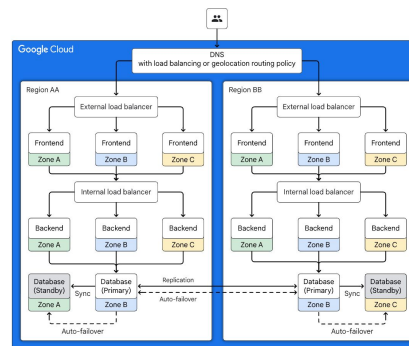 Google Cloud
DNS
with load balancing or geolocation routing policy
Region AA
External load balancer
Frontend
Zone A
Frontend
Zone B
Frontend
Zone C
Internal load balancer
Backend
Zone A
Backend
Zone B
Backend
Zone C
Database
(Standby)
Zone A
Sync
Database
(Primary)
Zone B
Auto-failover
Replication
Auto-failover
Region BB
External load balancer
Frontend
Zone A
Frontend
Zone B
Frontend
Zone C
Internal load balancer
Backend
Zone A
Backend
Zone B
Backend
Zone C
Database
(Primary)
Zone B
Sync
Database
(Standby)
Zone C
Auto-failover